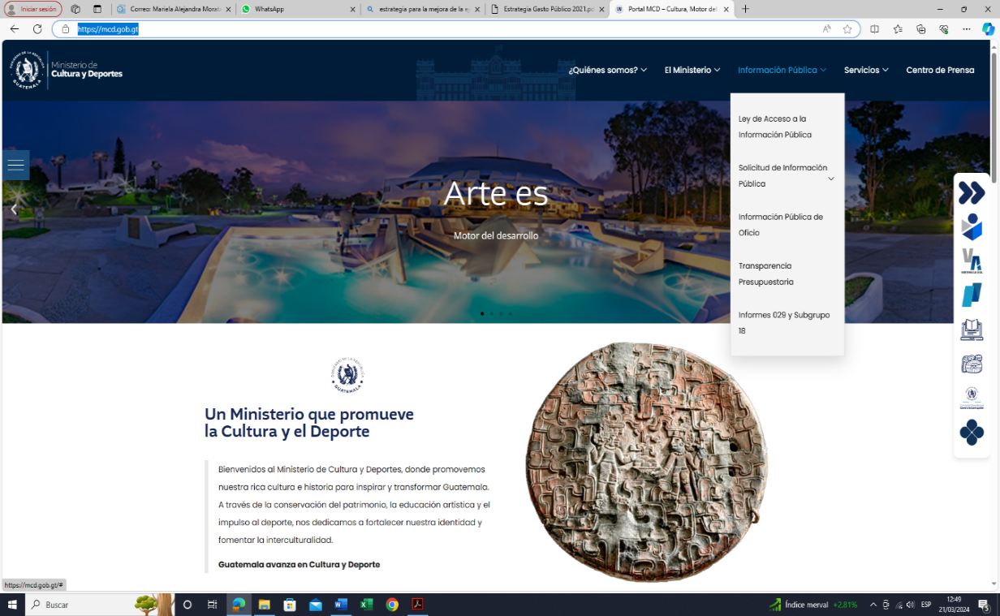 Iniciar sesión
Correo: Mariela Alejandra Morata
WhatsApp
estrategia para la mejora de la ej
Estrategia Gasto Público 2021.pd
Portal MCD – Cultura, Motor del
https://mcd.gob.gt
Ministerio de
Cultura y Deportes
¿Quiénes somos?
El Ministerio
Información Pública
Servicios
Centro de Prensa
Ley de Acceso a la
Información Pública
Solicitud de Información
Pública
Información Pública de
Oficio
Transparencia
Presupuestaria
Informes 029 y Subgrupo
18
Arte es
Motor del desarrollo
GUATEMALA
Un Ministerio que promueve
la Cultura y el Deporte
Bienvenidos al Ministerio de Cultura y Deportes, donde promovemos
nuestra rica cultura e historia para inspirar y transformar Guatemala.
A través de la conservación del patrimonio, la educación artística y el
impulso al deporte, nos dedicamos a fortalecer nuestra identidad y
fomentar la interculturalidad.
Guatemala avanza en Cultura y Deporte
https://mcd.gob.gt/#
Buscar
Índice merval +2,81%
ESP
12:49
21/03/2024